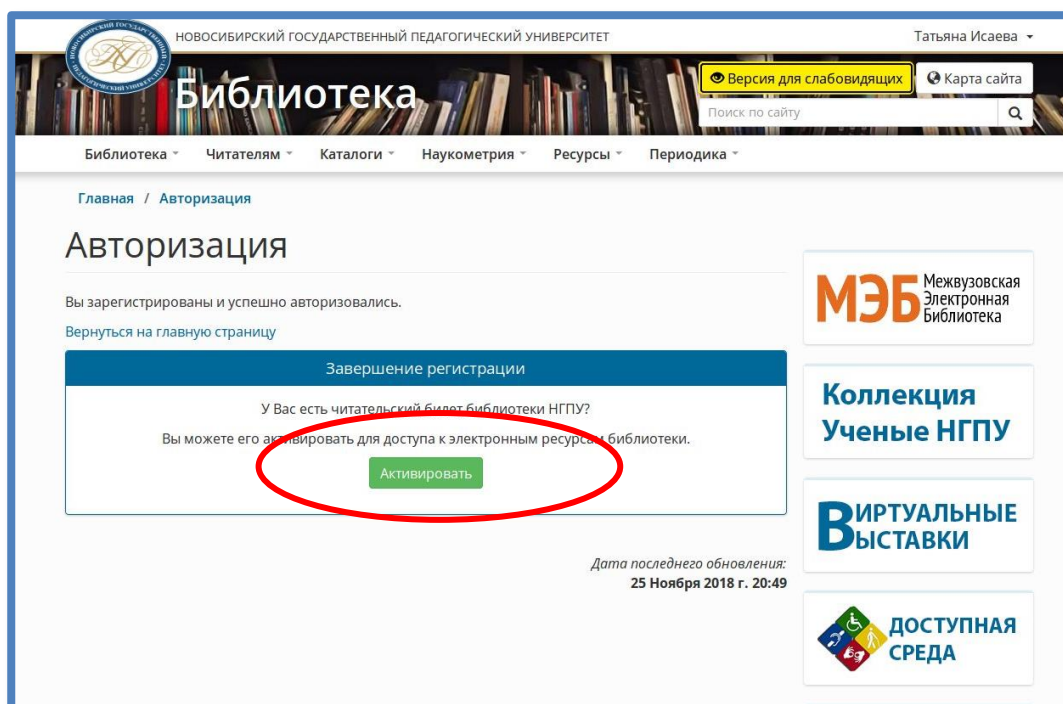 НОВОСИБИРСКИЙ ГОСУДАРСТВЕННЫЙ ПЕДАГОГИЧЕСКИЙ УНИВЕРСИТЕТ
Татьяна Исаева
Библиотека
Версия для слабовидящих
Карта сайта
Поиск по сайту
Библиотека Читателям Каталоги Наукометрия Ресурсы Периодика
Главная / Авторизация
Авторизация
Вы зарегистрированы и успешно авторизовались.
Вернуться на главную страницу
Завершение регистрации
У Вас есть читательский билет библиотеки НГПУ?
Вы можете его активировать для доступа к электронным ресурсам библиотеки.
Активировать
Дата последнего обновления:
25 Ноября 2018 г. 20:49
МЭБ Межвузовская
Электронная
Библиотека
Коллекция
Ученые НГПУ
ВИРТУАЛЬНЫЕ
ВЫСТАВКИ
ДОСТУПНАЯ
СРЕДА